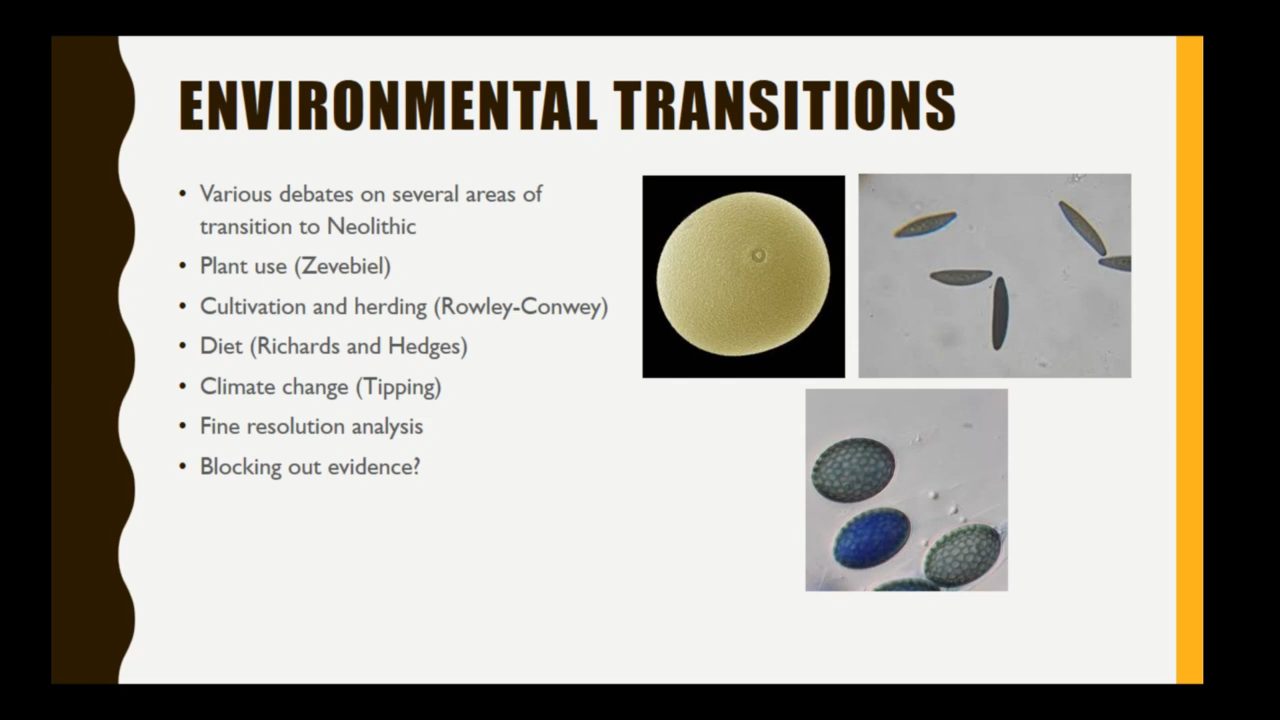 ENVIRONMENTAL TRANSITIONS
• Various debates on several areas of
transition to Neolithic
• Plant use (Zevebiel)
• Cultivation and herding (Rowley-Conwey)
• Diet (Richards and Hedges)
• Climate change (Tipping)
• Fine resolution analysis
• Blocking out evidence?